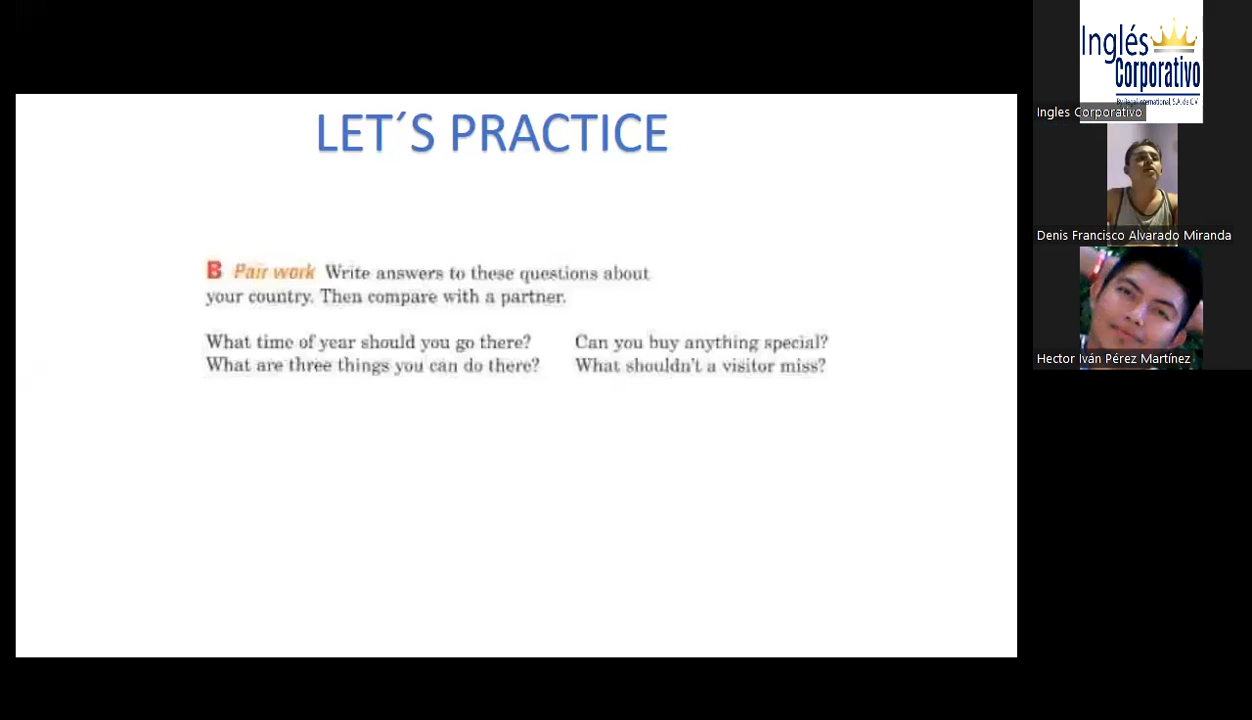 LET´S PRACTICE
B Pair work Write answers to these questions about
your country. Then compare with a partner.
What time of year should you go there?
What are three things you can do there?
Can you buy anything special?
What shouldn't a visitor miss?
Inglés
Corporativo
Ingles Corporativo
Denis Francisco Alvarado Miranda
Hector Iván Pérez Martínez